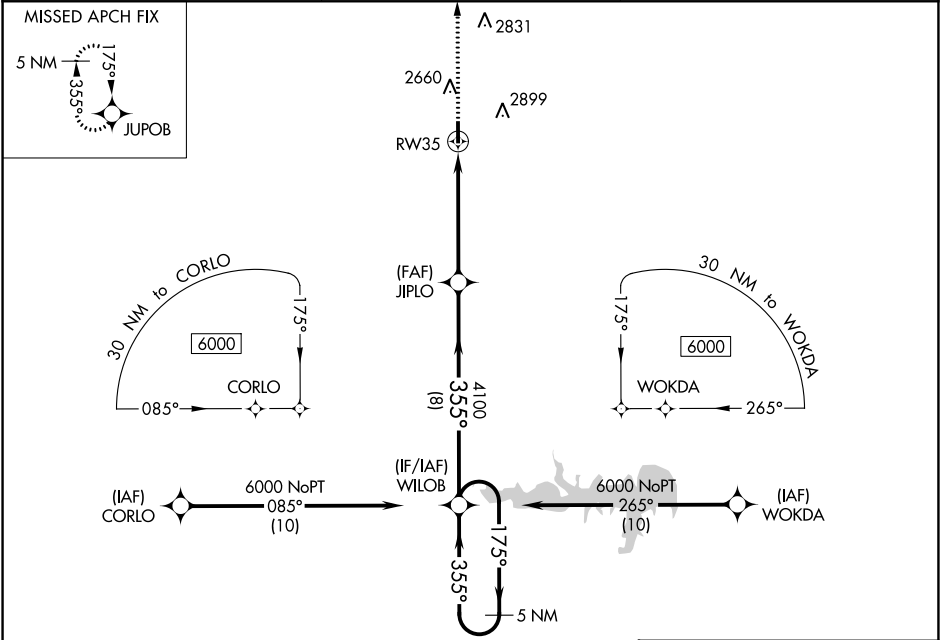 MISSED APCH FIX
5 NM
175°
355°
JUPOB
2831
2660
2899
RW35
(FAF)
JIPLO
30 NM to CORLO
6000
175°
CORLO
085°
30 NM to WOKDA
175°
6000
WOKDA
265°
4100
355°
(8)
(IF/IAF)
WILOB
(IAF)
CORLO
6000 NoPT
085°
(10)
6000 NoPT
265°
(10)
(IAF)
WOKDA
175°
355°
5 NM